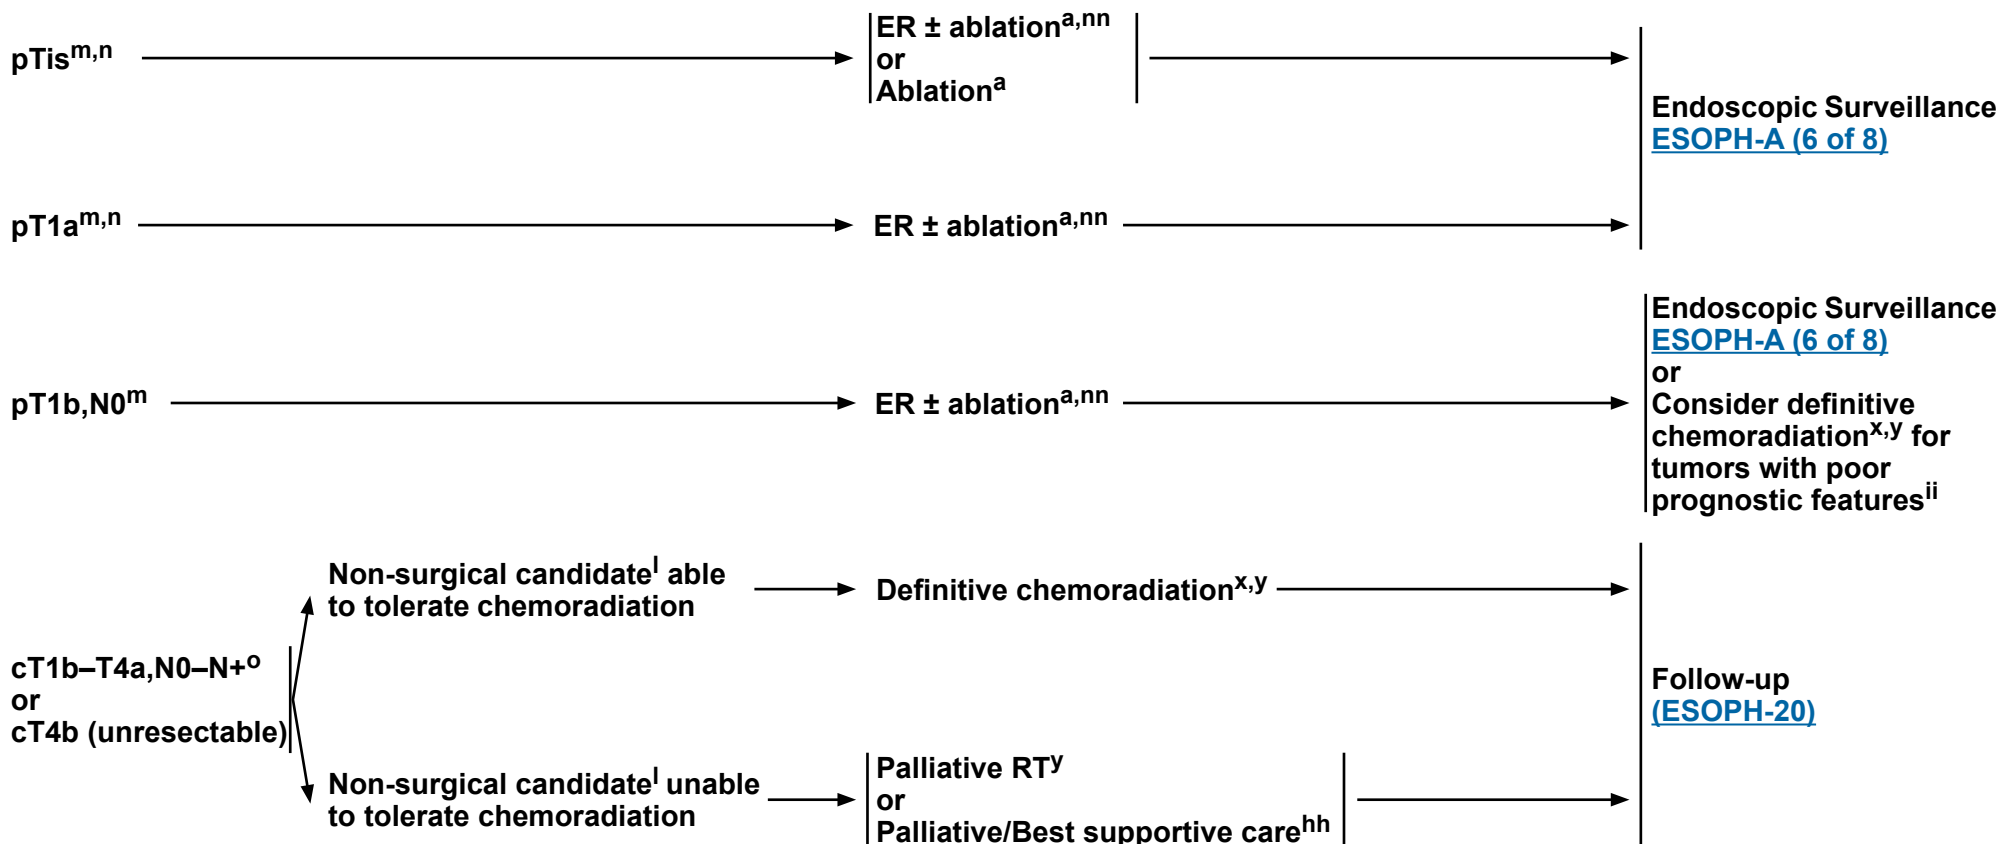 pTis^m,n
ER ± ablation^a,nn
or
Ablation^a
Endoscopic Surveillance
ESOPH-A (6 of 8)
pT1a^m,n
ER ± ablation^a,nn
pT1b,N0^m
ER ± ablation^a,nn
Endoscopic Surveillance
ESOPH-A (6 of 8)
or
Consider definitive
chemoradiation^x,y for
tumors with poor
prognostic features^ii
cT1b–T4a,N0–N+^o
or
cT4b (unresectable)
Non-surgical candidate^l able
to tolerate chemoradiation
Definitive chemoradiation^x,y
Non-surgical candidate^l unable
to tolerate chemoradiation
Palliative RT^y
or
Palliative/Best supportive care^hh
Follow-up
(ESOPH-20)